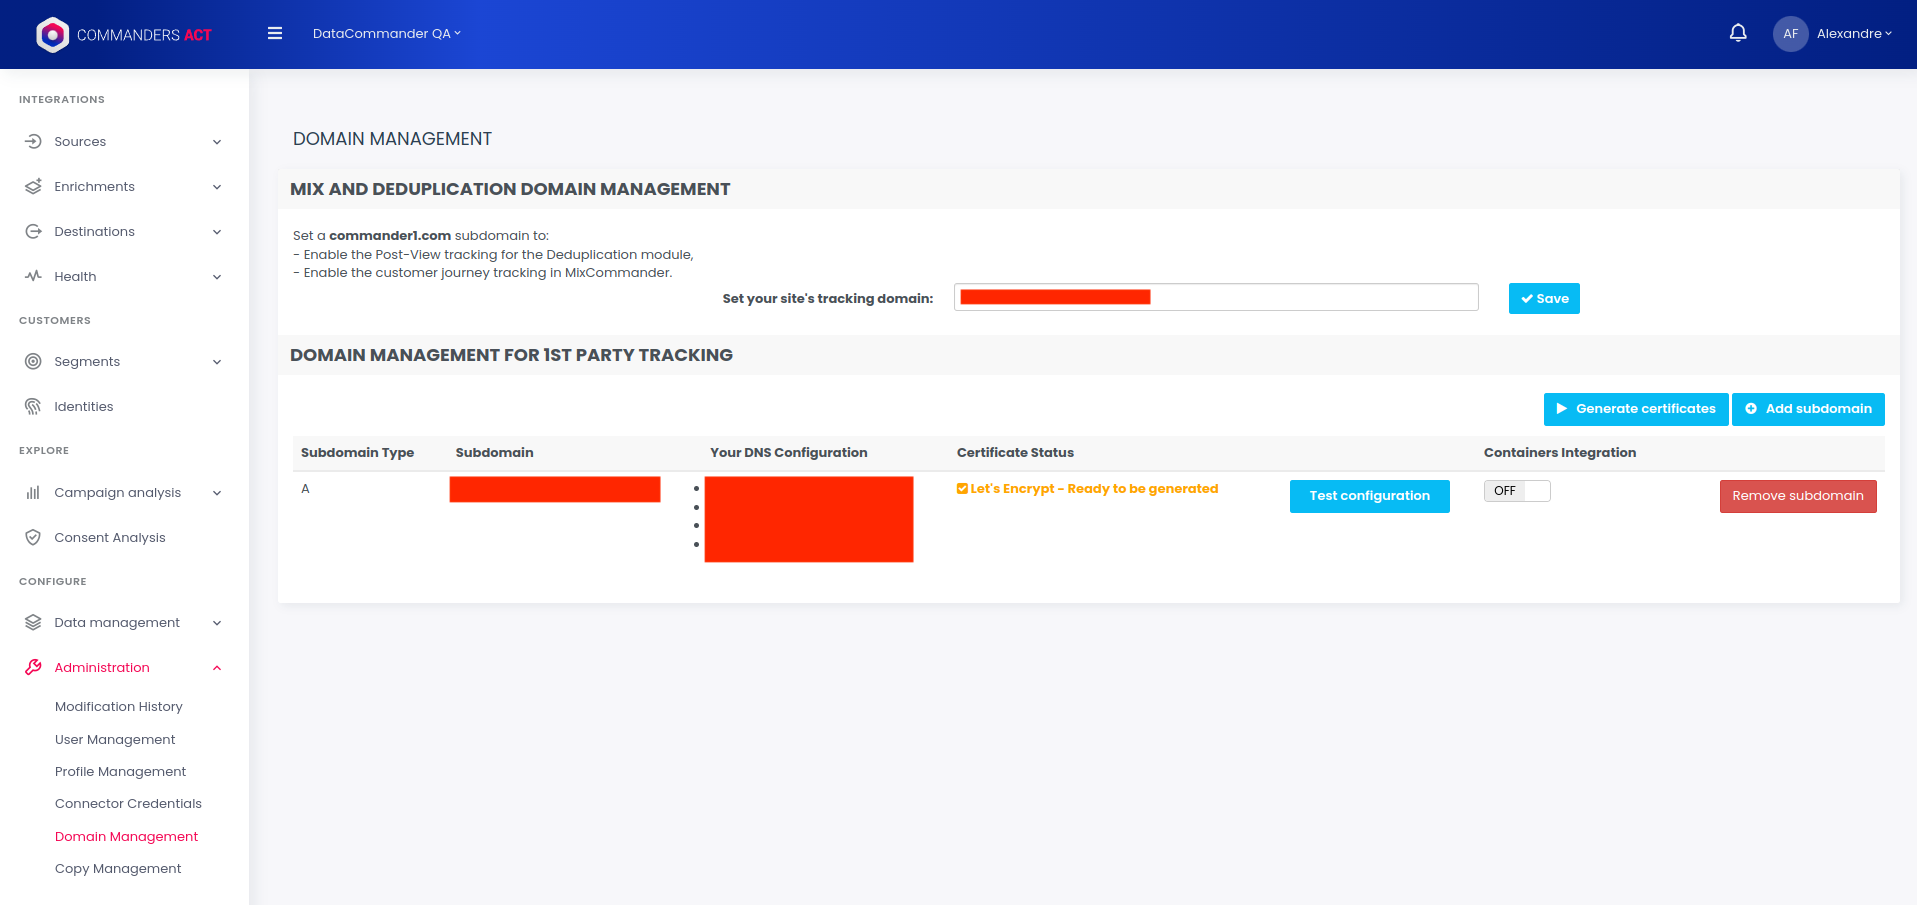 COMMANDERS ACT
DataCommander QA
AF
Alexandre
INTEGRATIONS
Sources
Enrichments
Destinations
Health
CUSTOMERS
Segments
Identities
EXPLORE
Campaign analysis
Consent Analysis
CONFIGURE
Data management
Administration
Modification History
User Management
Profile Management
Connector Credentials
Domain Management
Copy Management
DOMAIN MANAGEMENT
MIX AND DEDUPLICATION DOMAIN MANAGEMENT
Set a commander1.com subdomain to:
- Enable the Post-View tracking for the Deduplication module,
- Enable the customer journey tracking in MixCommander.
Set your site's tracking domain:
Save
DOMAIN MANAGEMENT FOR 1ST PARTY TRACKING
Generate certificates
Add subdomain
Subdomain Type
Subdomain
Your DNS Configuration
Certificate Status
Containers Integration
A
Let's Encrypt - Ready to be generated
Test configuration
OFF
Remove subdomain